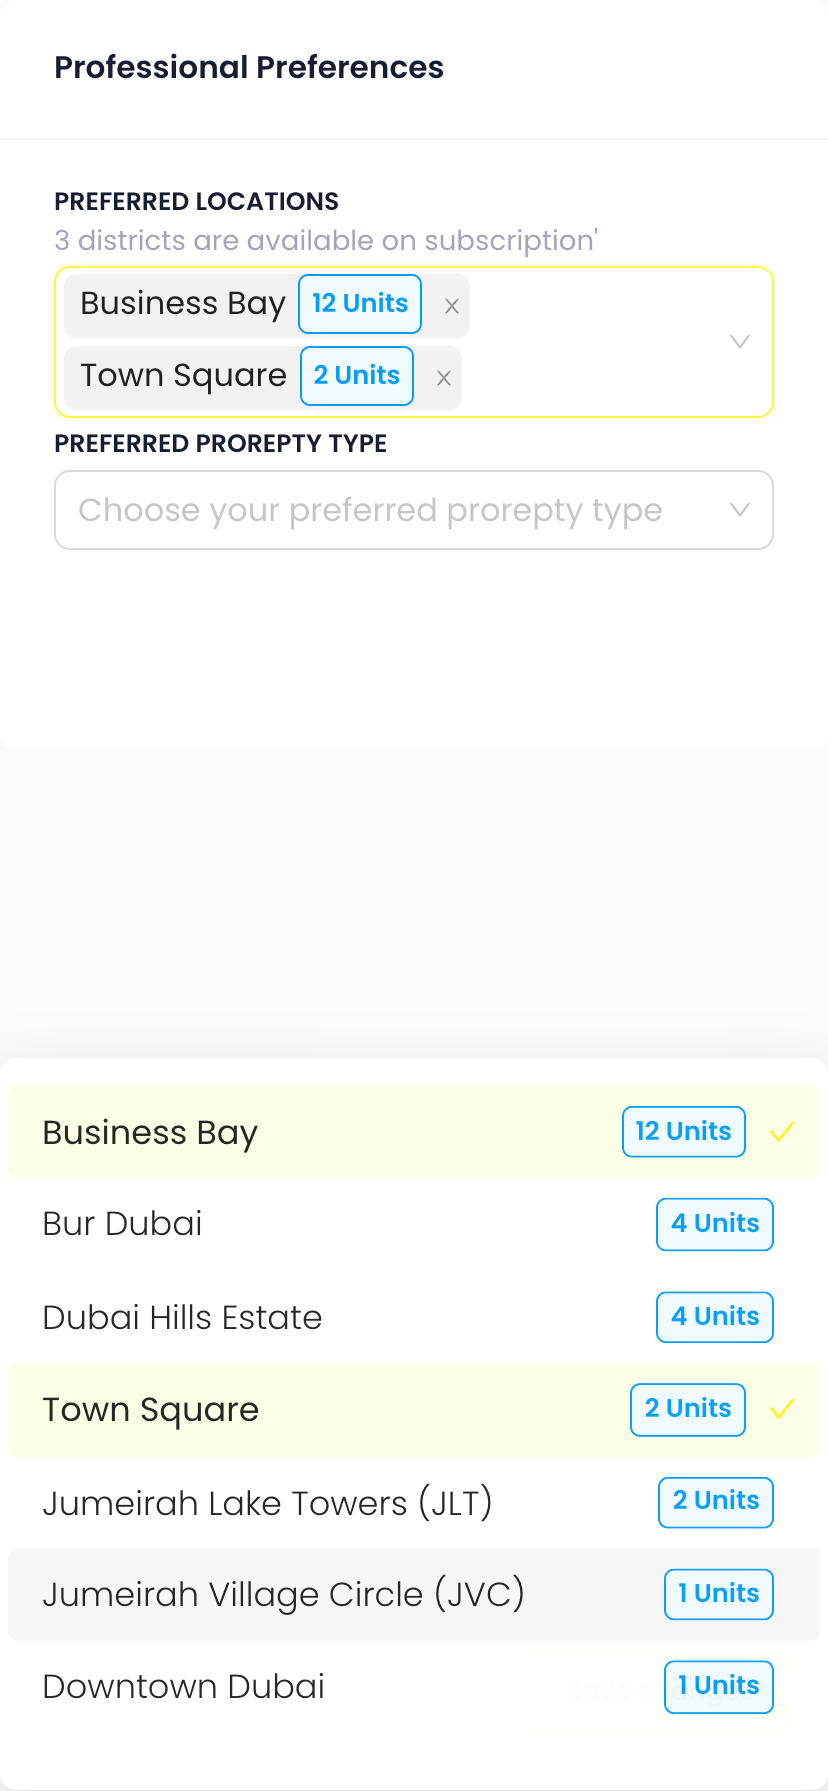 Professional Preferences
PREFERRED LOCATIONS
3 districts are available on subscription'
Business Bay 12 Units
Town Square 2 Units
PREFERRED PROREPTY TYPE
Choose your preferred prorepty type
Business Bay 12 Units
Bur Dubai 4 Units
Dubai Hills Estate 4 Units
Town Square 2 Units
Jumeirah Lake Towers (JLT) 2 Units
Jumeirah Village Circle (JVC) 1 Units
Downtown Dubai 1 Units
Save